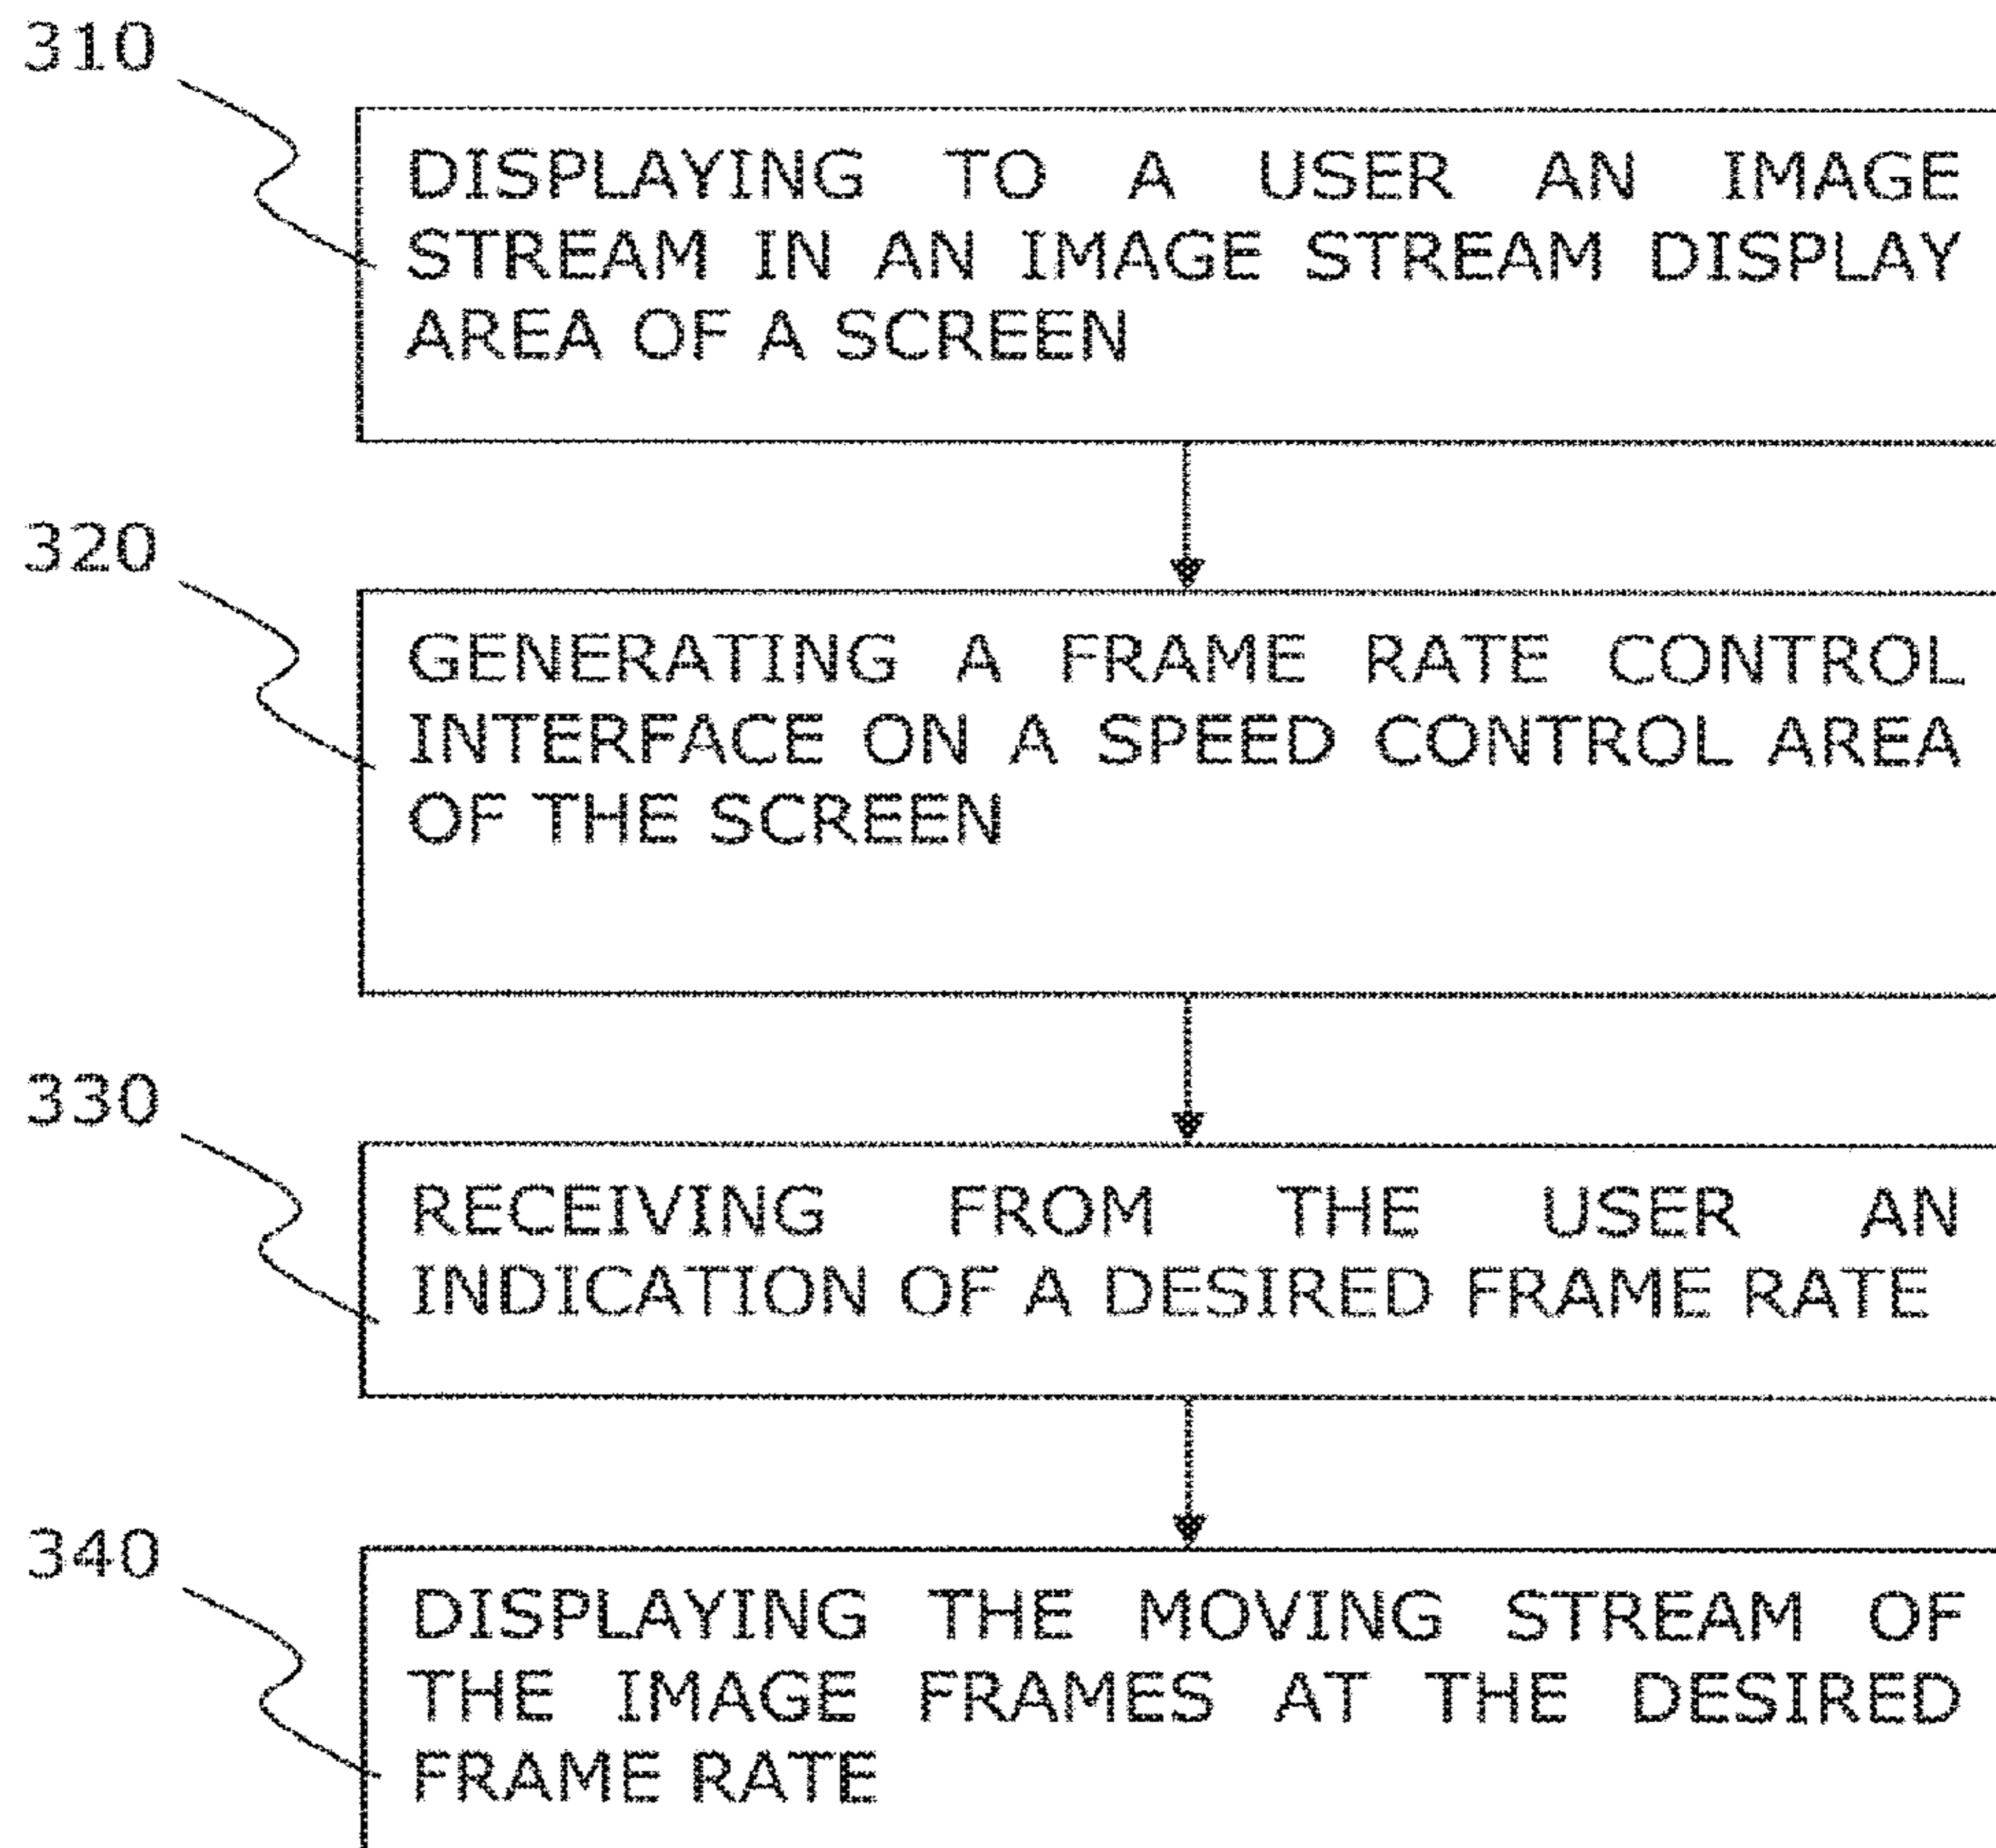 310
DISPLAYING TO A USER AN IMAGE
STREAM IN AN IMAGE STREAM DISPLAY
AREA OF A SCREEN
320
GENERATING A FRAME RATE CONTROL
INTERFACE ON A SPEED CONTROL AREA
OF THE SCREEN
330
RECEIVING FROM THE USER AN
INDICATION OF A DESIRED FRAME RATE
340
DISPLAYING THE MOVING STREAM OF
THE IMAGE FRAMES AT THE DESIRED
FRAME RATE